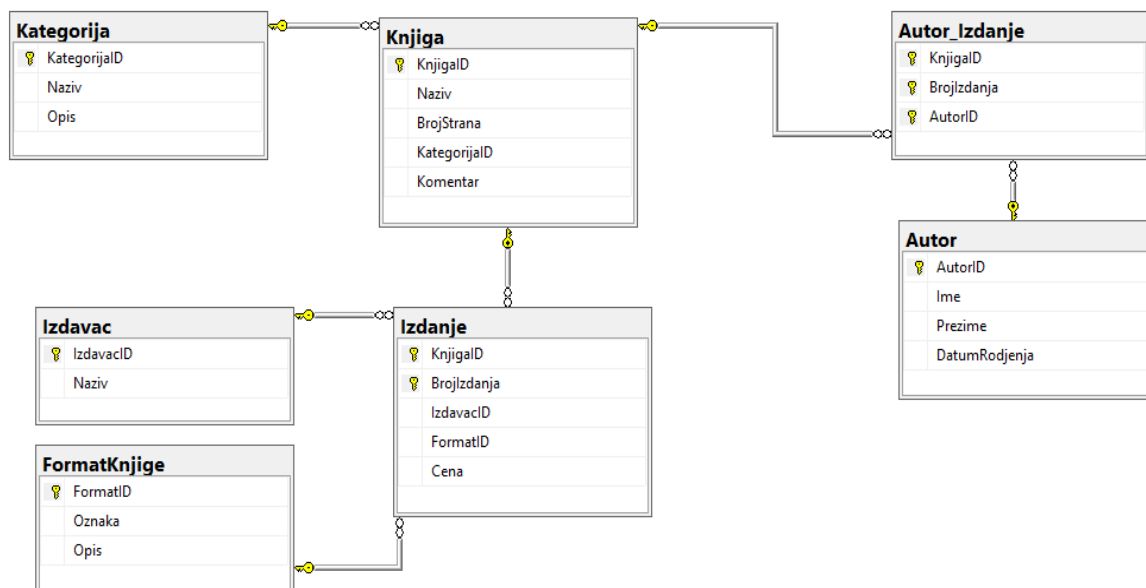 Kategorija
KategorijaID
Naziv
Opis
Knjiga
KnjigaID
Naziv
BrojStrana
KategorijaID
Komentar
Autor_Izdanje
KnjigaID
BrojIzdanja
AutorID
Autor
AutorID
Ime
Prezime
DatumRodjenja
Izdavac
IzdavacID
Naziv
Izdanje
KnjigaID
BrojIzdanja
IzdavacID
FormatID
Cena
FormatKnjige
FormatID
Oznaka
Opis